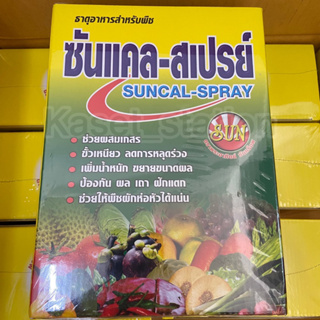 ธาตุอาหารสำหรับพืช
ซันแคล-สเปรย์
SUNCAL-SPRAY
SUN
• ช่วยผสมเกสร
• ขั้วเหนียว ลดการหลุดร่วง
• เพิ่มน้ำหนัก ขยายขนาดผล
• ป้องกัน ผล เถา ฝักแตก
• ช่วยให้พืชผักห่อหัวได้แน่น